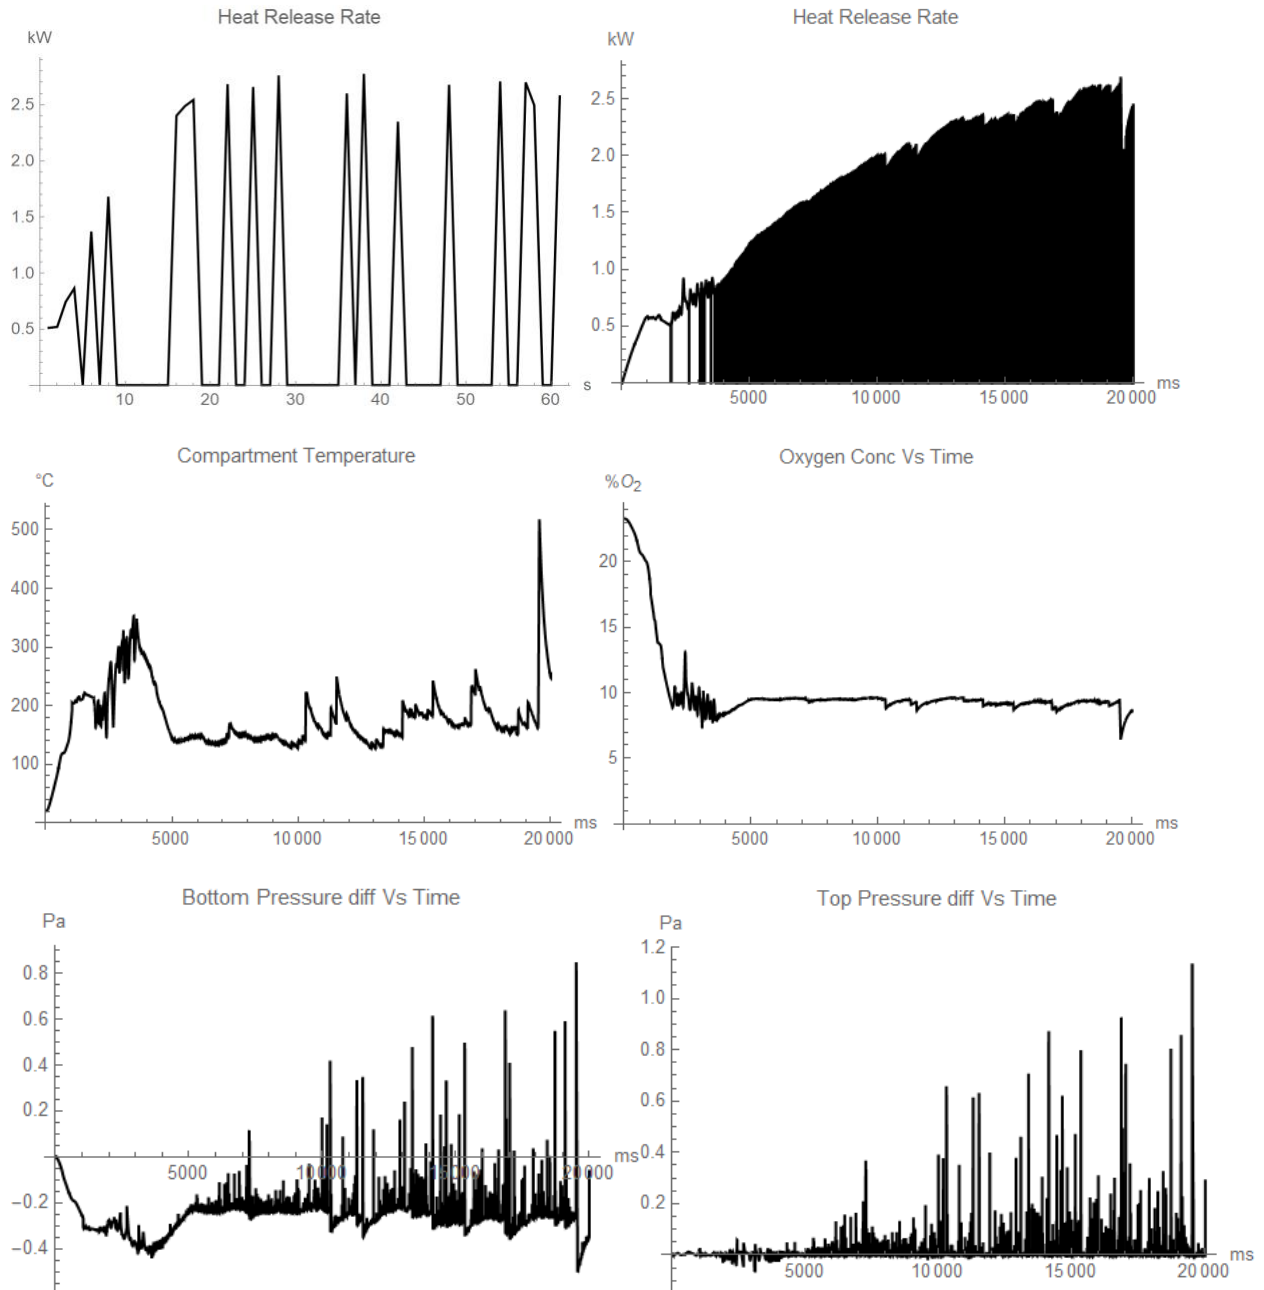 Heat Release Rate
kW
2.5
2.0
1.5
1.0
0.5
10 20 30 40 50 60 s
Heat Release Rate
kW
2.5
2.0
1.5
1.0
0.5
5000 10 000 15 000 20 000 ms
Compartment Temperature
°C
500
400
300
200
100
5000 10 000 15 000 20 000 ms
Oxygen Conc Vs Time
%O2
20
15
10
5
5000 10 000 15 000 20 000 ms
Bottom Pressure diff Vs Time
Pa
0.8
0.6
0.4
0.2
5000 10 000 15 000 20 000 ms
−0.2
−0.4
Top Pressure diff Vs Time
Pa
1.2
1.0
0.8
0.6
0.4
0.2
5000 10 000 15 000 20 000 ms